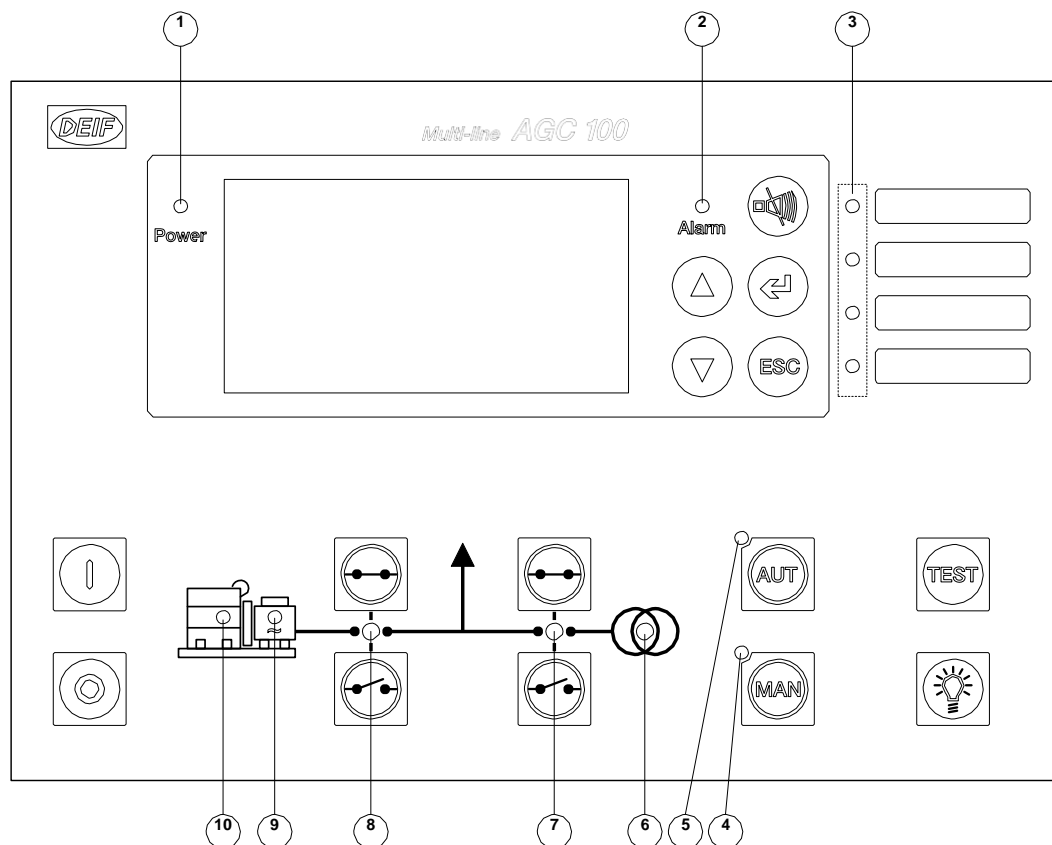 1
2
3
DEIF
Multi-line AGC 100
Power
Alarm
ESC
AUT
TEST
MAN
10
9
8
7
6
5
4